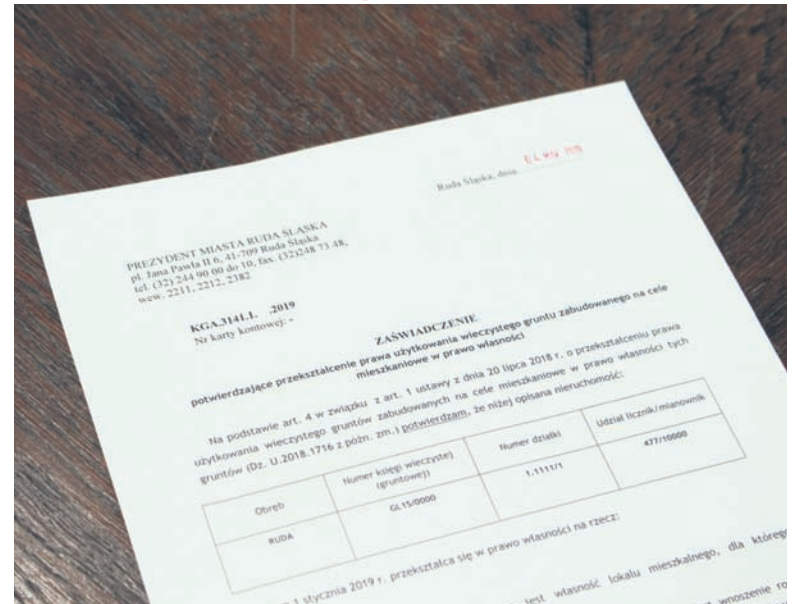 Ruda Śląska, dnia
PREZYDENT MIASTA RUDA ŚLĄSKA
pl. Jana Pawła II 6, 41-709 Ruda Śląska
tel. (32) 244 90 00 do 10, fax. (32)248 73 48,
wew. 2211, 2212, 2382
KGA.3141.1. .2019
Nr karty kontowej: -
ZAŚWIADCZENIE
potwierdzające przekształcenie prawa użytkowania wieczystego gruntu zabudowanego na cele
mieszkaniowe w prawo własności
Na podstawie art. 4 w związku z art. 1 ustawy z dnia 20 lipca 2018 r. o przekształceniu prawa
użytkowania wieczystego gruntów zabudowanych na cele mieszkaniowe w prawo własności tych
gruntów (Dz. U.2018.1716 z późn. zm.) potwierdzam, że niżej opisana nieruchomość:
Obręb Numer księgi wieczystej (gruntowej) Numer działki Udział licznik/mianownik
RUDA GL1S/0000 1.1111/1 477/10000
1 stycznia 2019 r. przekształca się w prawo własności na rzecz:
jest własność lokalu mieszkalnego, dla którego
wnoszenie